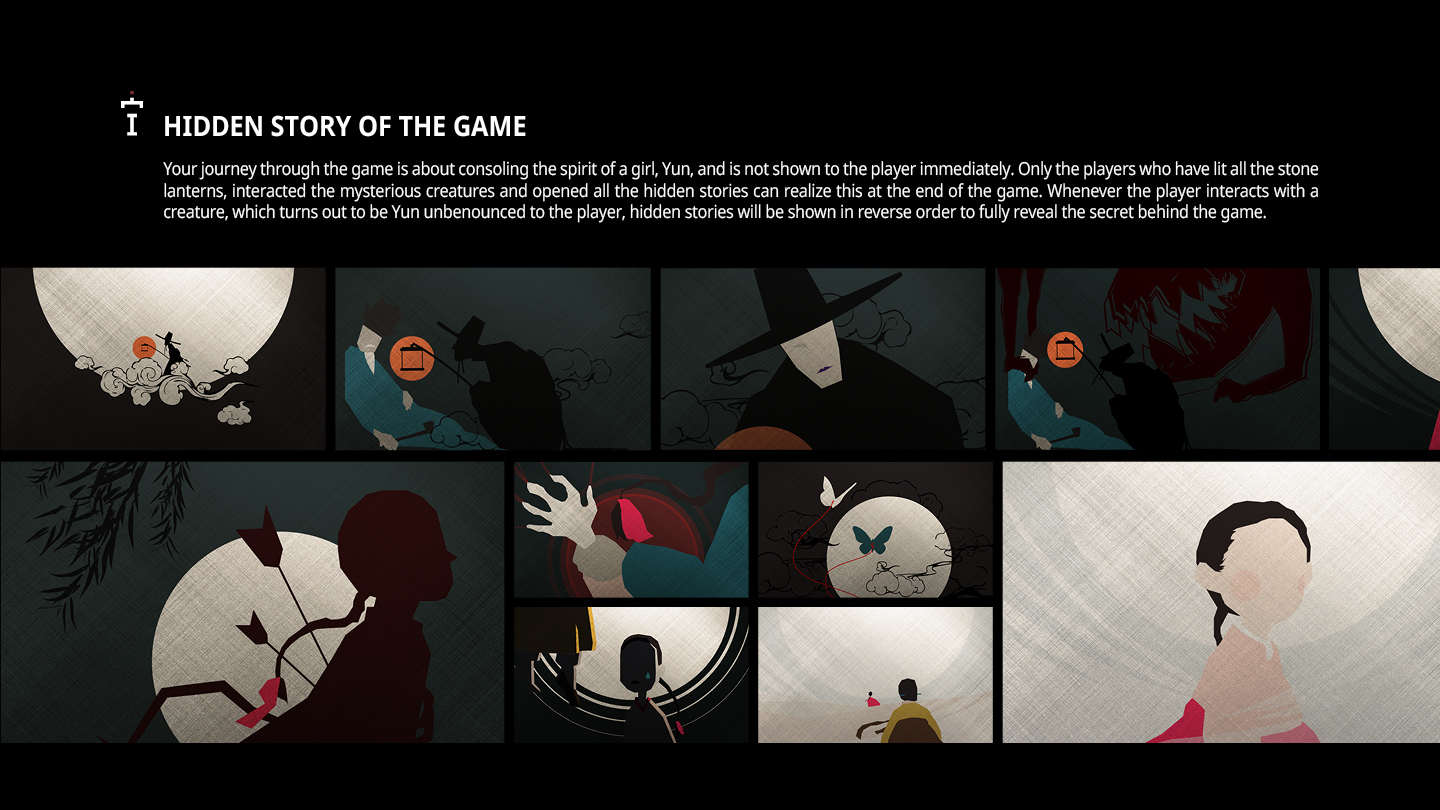 HIDDEN STORY OF THE GAME
Your journey through the game is about consoling the spirit of a girl, Yun, and is not shown to the player immediately. Only the players who have lit all the stone
lanterns, interacted the mysterious creatures and opened all the hidden stories can realize this at the end of the game. Whenever the player interacts with a
creature, which turns out to be Yun unbenounced to the player, hidden stories will be shown in reverse order to fully reveal the secret behind the game.